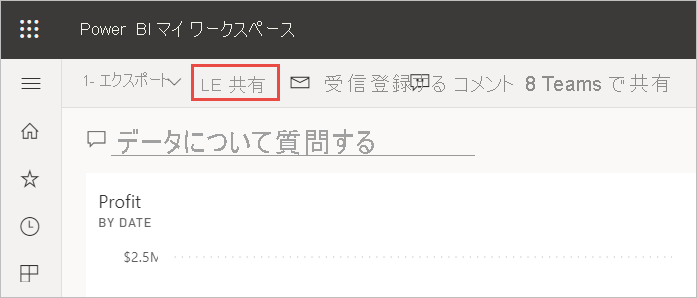 Power BI マイ ワークスペース
1- エクスポート LE 共有 受信登録する コメント 8 Teams で共有
データについて質問する
Profit
BY DATE
$2.5M